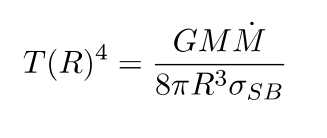 T(R)^4 = \frac{GM\dot{M}}{8\pi R^3 \sigma_{SB}}